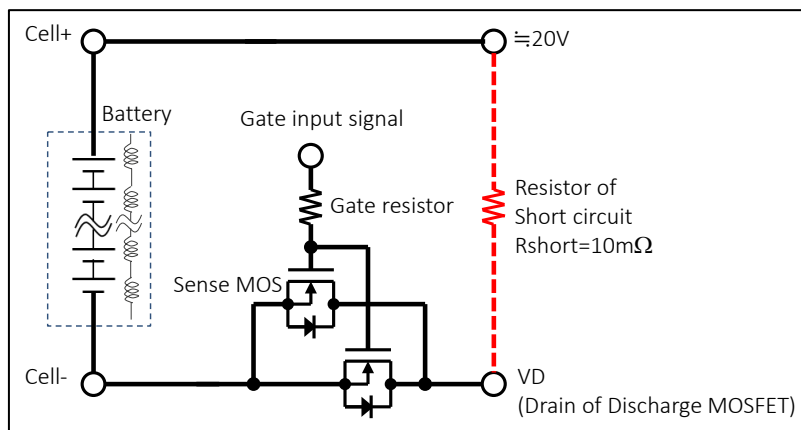 Cell+
≒20V
Battery
Gate input signal
Gate resistor
Resistor of
Short circuit
Rshort=10mΩ
Sense MOS
Cell-
VD
(Drain of Discharge MOSFET)